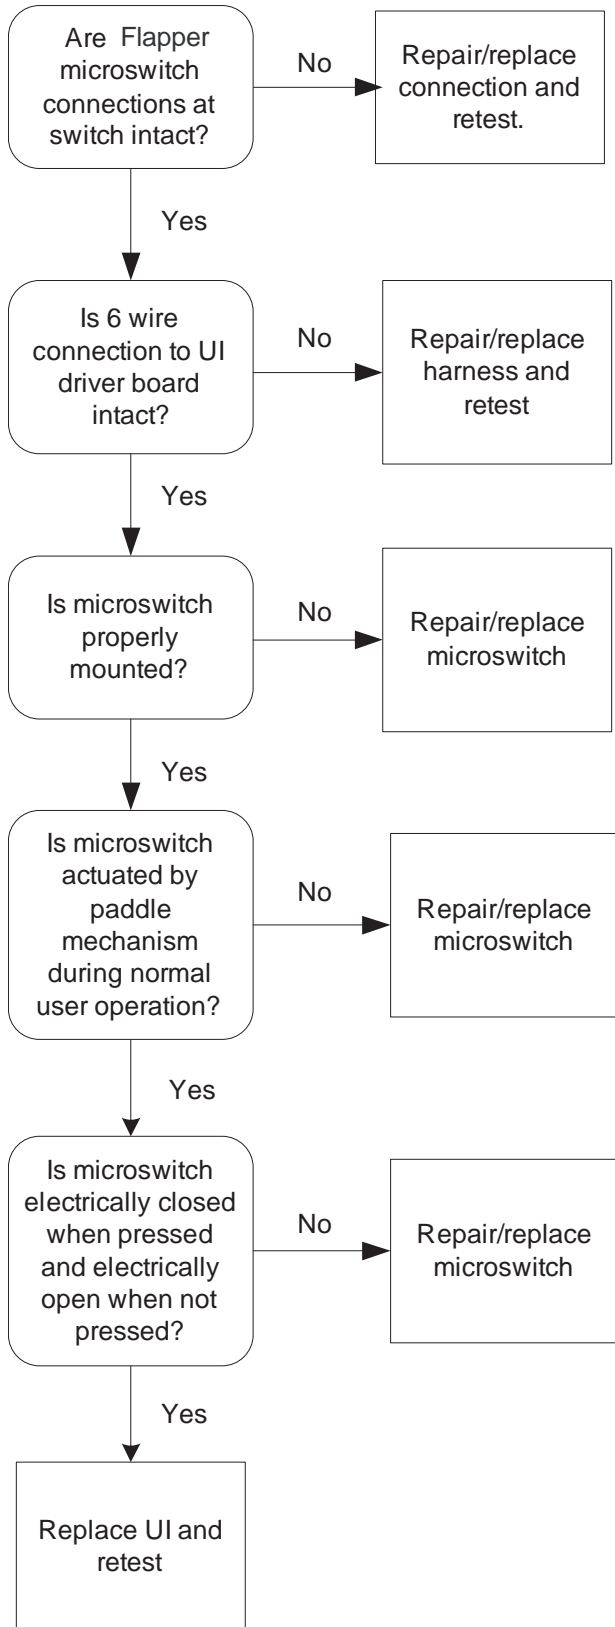 Are Flapper
microswitch
connections at
switch intact?
No
Repair/replace
connection and
retest.
Yes
Is 6 wire
connection to UI
driver board
intact?
No
Repair/replace
harness and
retest
Yes
Is microswitch
properly
mounted?
No
Repair/replace
microswitch
Yes
Is microswitch
actuated by
paddle
mechanism
during normal
user operation?
No
Repair/replace
microswitch
Yes
Is microswitch
electrically closed
when pressed
and electrically
open when not
pressed?
No
Repair/replace
microswitch
Yes
Replace UI and
retest